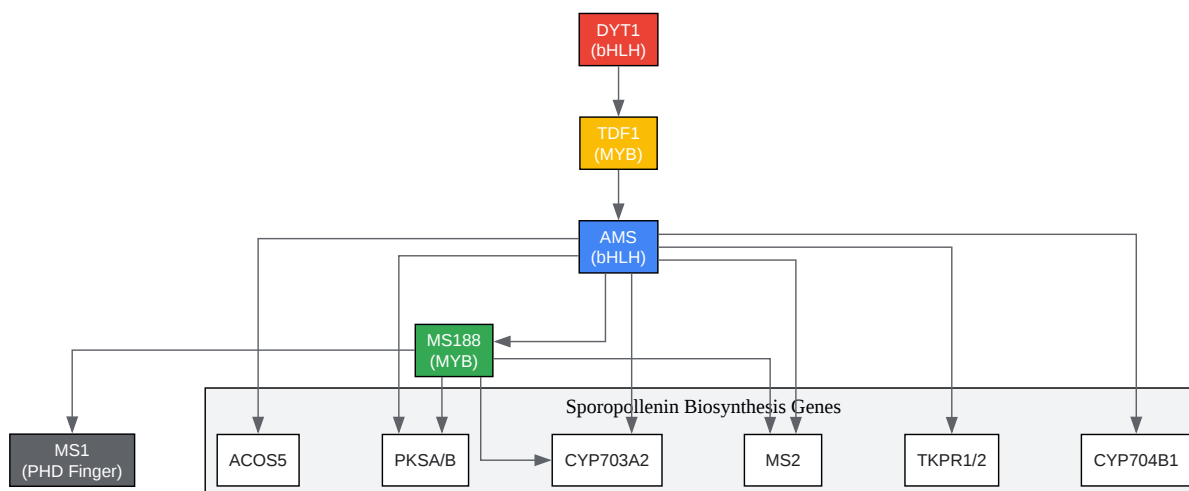 DYT1
(bHLH)
TDF1
(MYB)
AMS
(bHLH)
MS188
(MYB)
Sporopollenin Biosynthesis Genes
MS1
(PHD Finger)
ACOS5
PKSA/B
CYP703A2
MS2
TKPR1/2
CYP704B1